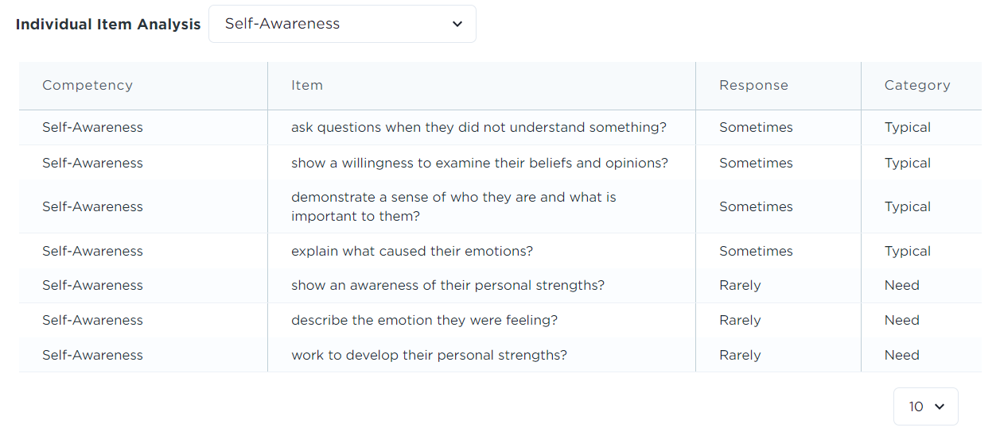 Individual Item Analysis Self-Awareness
Competency Item Response Category
Self-Awareness ask questions when they did not understand something? Sometimes Typical
Self-Awareness show a willingness to examine their beliefs and opinions? Sometimes Typical
Self-Awareness demonstrate a sense of who they are and what is
important to them? Sometimes Typical
Self-Awareness explain what caused their emotions? Sometimes Typical
Self-Awareness show an awareness of their personal strengths? Rarely Need
Self-Awareness describe the emotion they were feeling? Rarely Need
Self-Awareness work to develop their personal strengths? Rarely Need
10